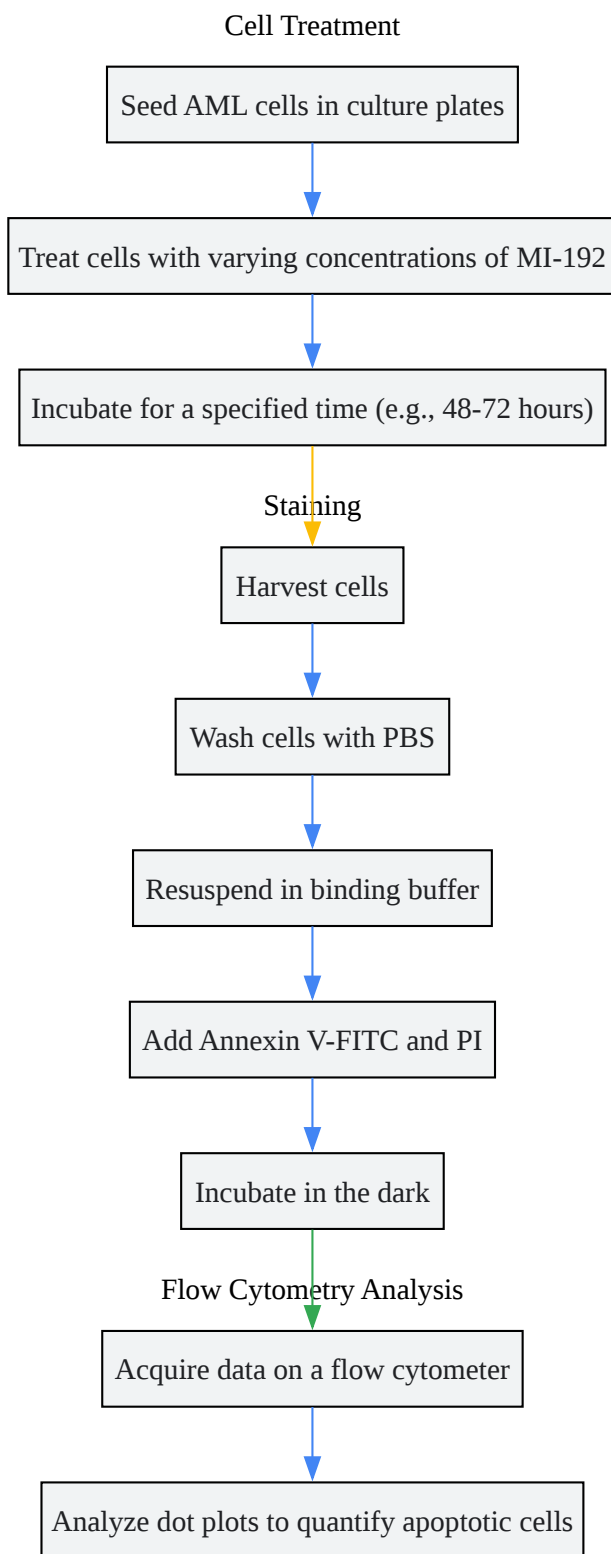 Cell Treatment
Seed AML cells in culture plates
Treat cells with varying concentrations of MI-192
Incubate for a specified time (e.g., 48-72 hours)
Staining
Harvest cells
Wash cells with PBS
Resuspend in binding buffer
Add Annexin V-FITC and PI
Incubate in the dark
Flow Cytometry Analysis
Acquire data on a flow cytometer
Analyze dot plots to quantify apoptotic cells